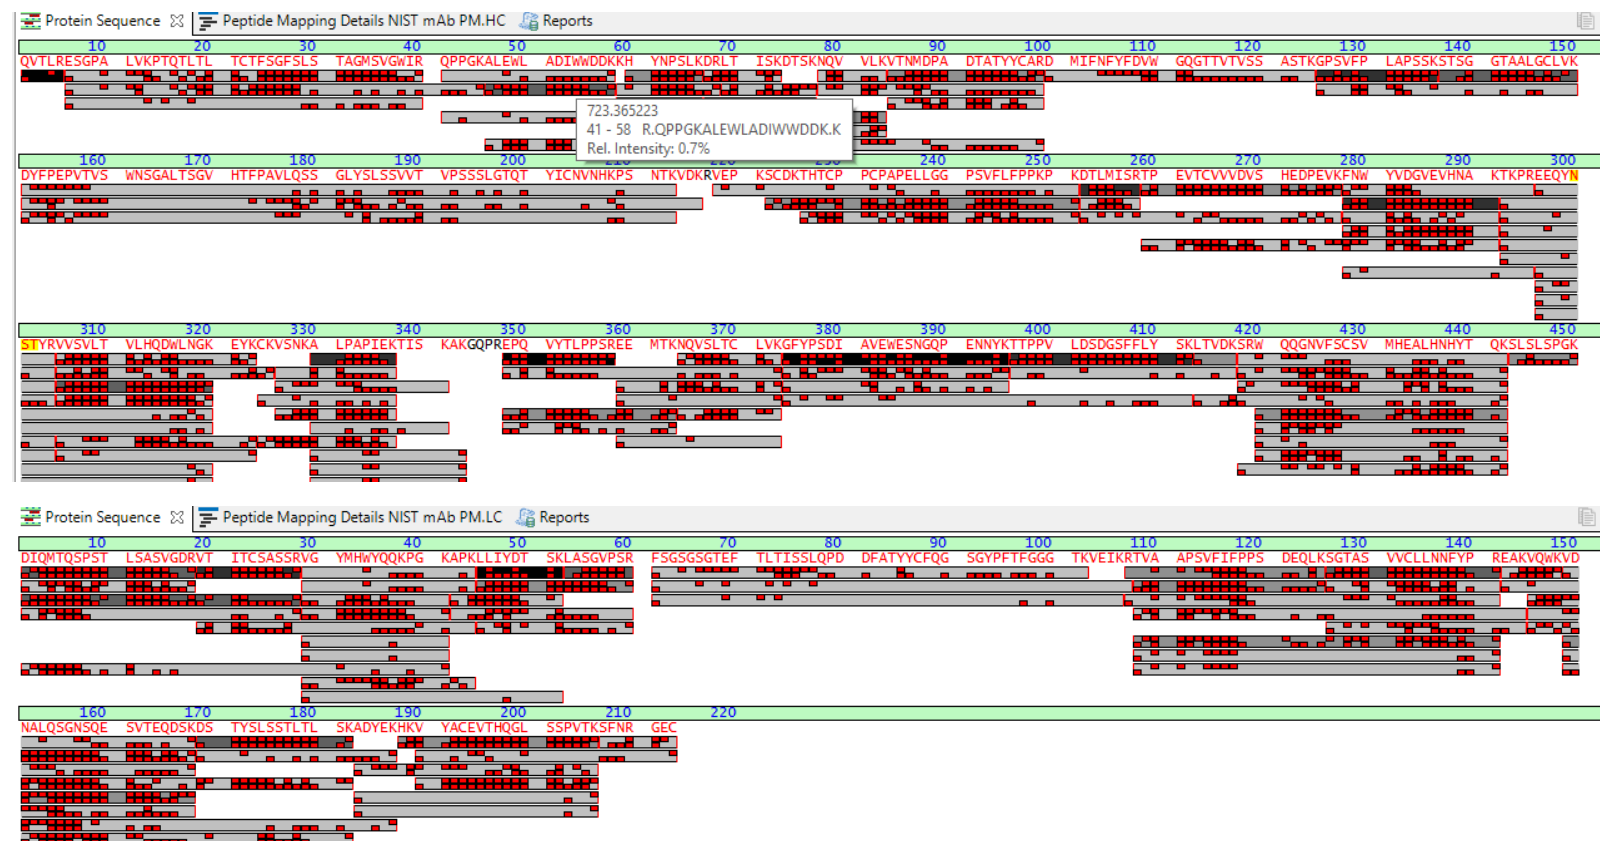 Protein Sequence Peptide Mapping Details NIST mAb PM.HC Reports
10 20 30 40 50 60 70 80 90 100 110 120 130 140 150
QVTLRESGPA LVKPTQTLTL TCTFSGFSLS TAGMSVGWIR QPPGKALEWL ADIWWDDKKH YNPSLKDRLT ISKDTSKNQV VLKVTNMDPA DTATYYCARD MIFNFYFDVW GQGTTVTVSS ASTKGPSVFP LAPSSKSTSG GTAALGCLVK
723.365223
41 - 58 R.QPPGKALEWLADIWWDDK.K
Rel. Intensity: 0.7%
160 170 180 190 200 210 220 230 240 250 260 270 280 290 300
DYFPEPVTVS WNSGALTSGV HTFPAVLQSS GLYSLSSVVT VPSSSLGTQT YICNVNHKPS NTKVDKRVEP KSCDKTHTCP PCPAPELLGG PSVFLFPPKP KDTLMISRTP EVTCVVVDVS HEDPEVKFNW YVDGVEVHNA KTKPREEQYN
310 320 330 340 350 360 370 380 390 400 410 420 430 440 450
STYRVVSVLT VLHQDWLNGK EYKCKVSNKA LPAPIEKTIS KAKGQPREPQ VYTLPPSREE MTKNQVSLTC LVKGFYPSDI AVEWESNGQP ENNYKTTPPV LDSDGSFFLY SKLTVDKSRW QQGNVFSCSV MHEALHNHYT QKSLSLSPGK
Protein Sequence Peptide Mapping Details NIST mAb PM.LC Reports
10 20 30 40 50 60 70 80 90 100 110 120 130 140 150
DIQMTQSPST LSASVGDRVT ITCSASSRVG YMHWYQQKPG KAPKLLIYDT SKLASGVPSR FSGSGSGTEF TLTISSLQPD DFATYYCFQG SGYPFTFGGG TKVEIKRTVA APSVFIFPPS DEQLKSGTAS VVCLLNNFYP REAKVQWKVD
160 170 180 190 200 210 220
NALQSGNSQE SVTEQDSKDS TYSLSSTLTL SKADYEKHKV YACEVTHQGL SSPVTKSFNR GEC